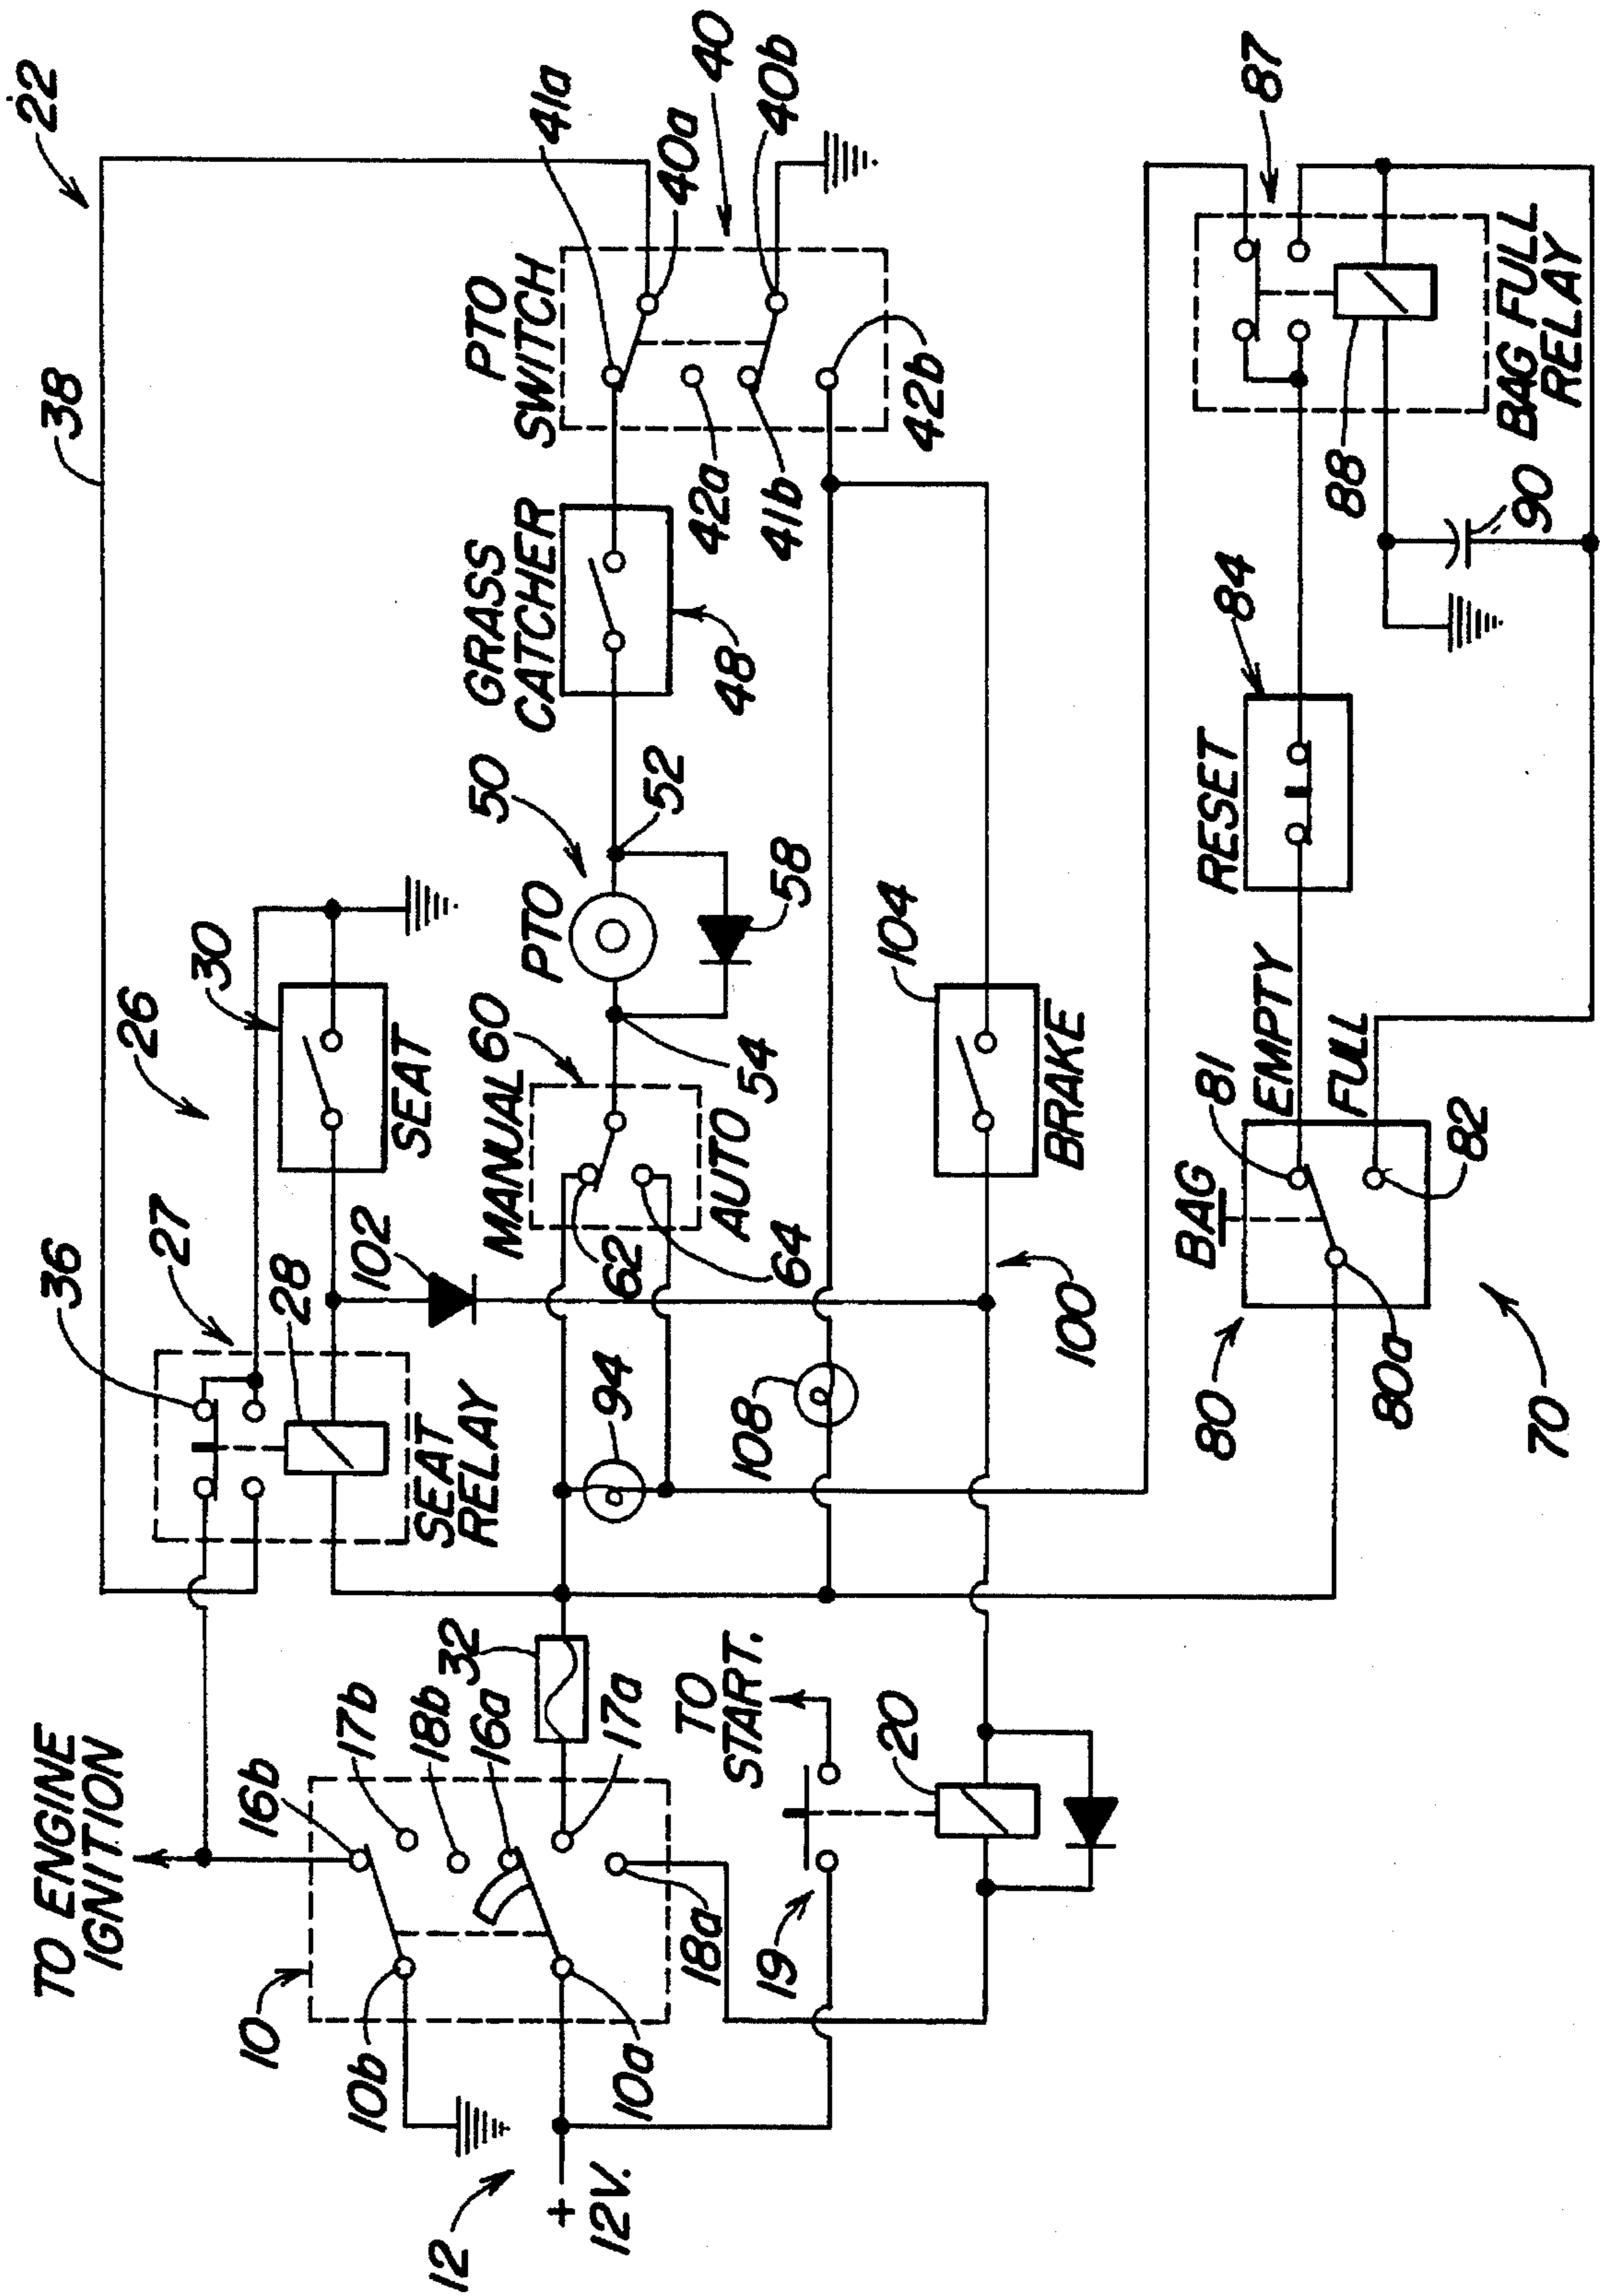 22
38
41a
40a
40
40b
PTO
SWITCH
42a
41b
42b
GRASS
CATCHER
48
50
PTO
52
54
58
MANUAL
60
AUTO
62
64
26
30
SEAT
27
36
28
102
SEAT
RELAY
94
108
104
BRAKE
100
TO ENGINE
IGNITION
16b
17b
18b
16a
32
17a
18a
10
10b
10a
12
+
12V.
TO
START.
19
20
87
BAG FULL
RELAY
88
90
84
RESET
EMPTY
FULL
81
82
BAG
80
80a
70